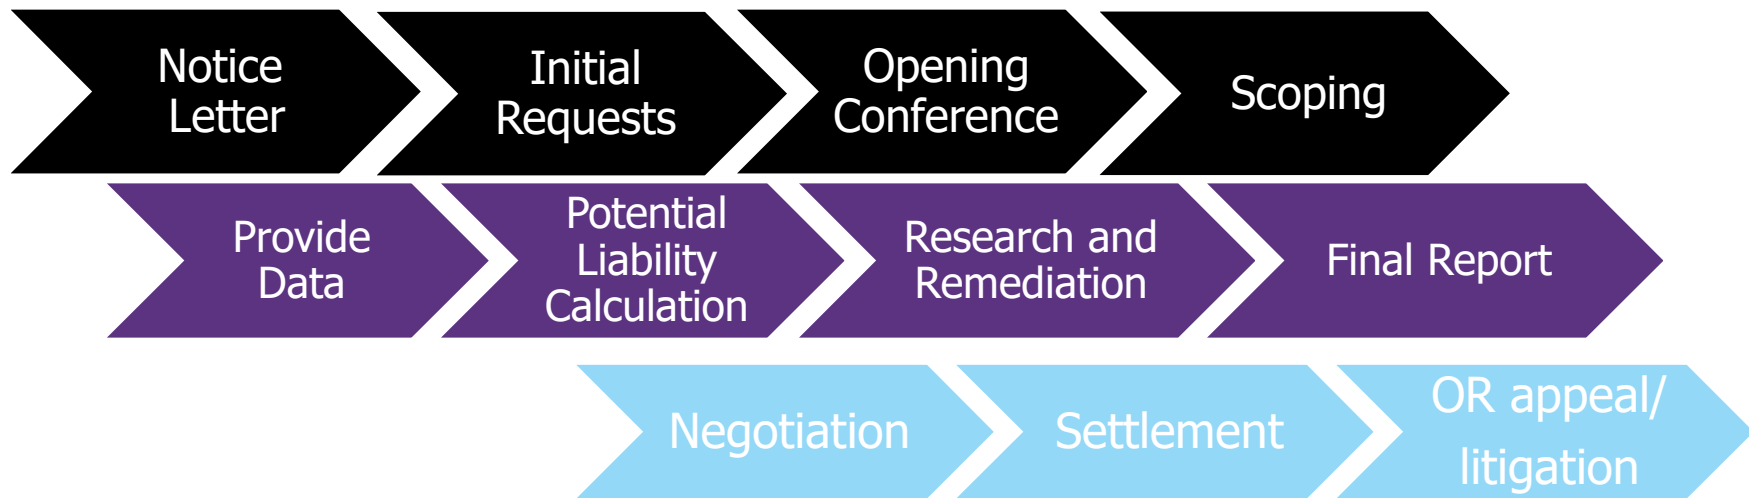 Notice
Letter
Initial
Requests
Opening
Conference
Scoping
Provide
Data
Potential
Liability
Calculation
Research and
Remediation
Final Report
Negotiation
Settlement
OR appeal/
litigation